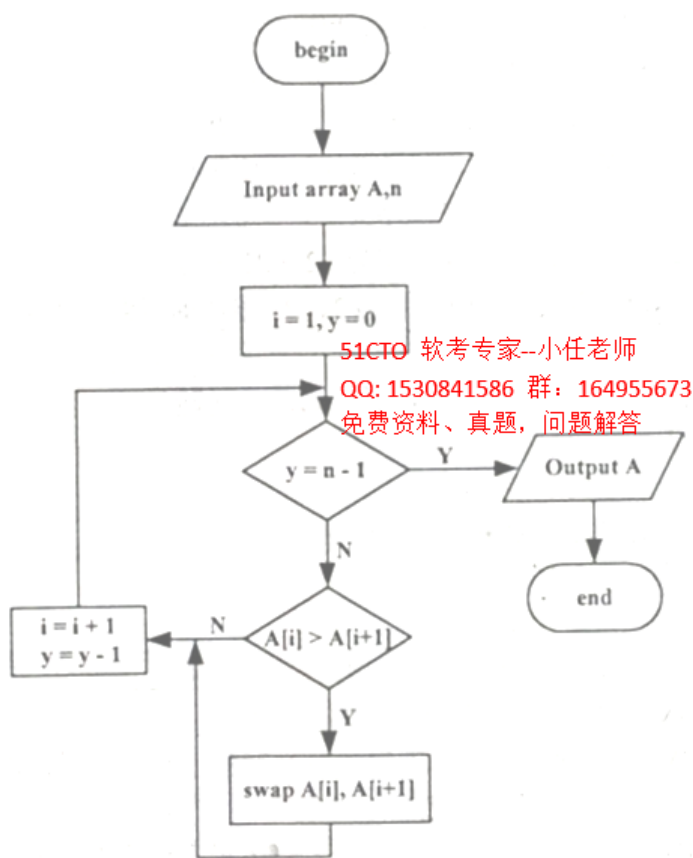 begin
Input array A,n
i = 1, y = 0
51CTO 软考专家--小任老师
QQ: 1530841586 群：164955673
免费资料、真题，问题解答
y = n - 1
Y
Output A
N
end
A[i] > A[i+1]
N
i = i + 1
y = y - 1
Y
swap A[i], A[i+1]